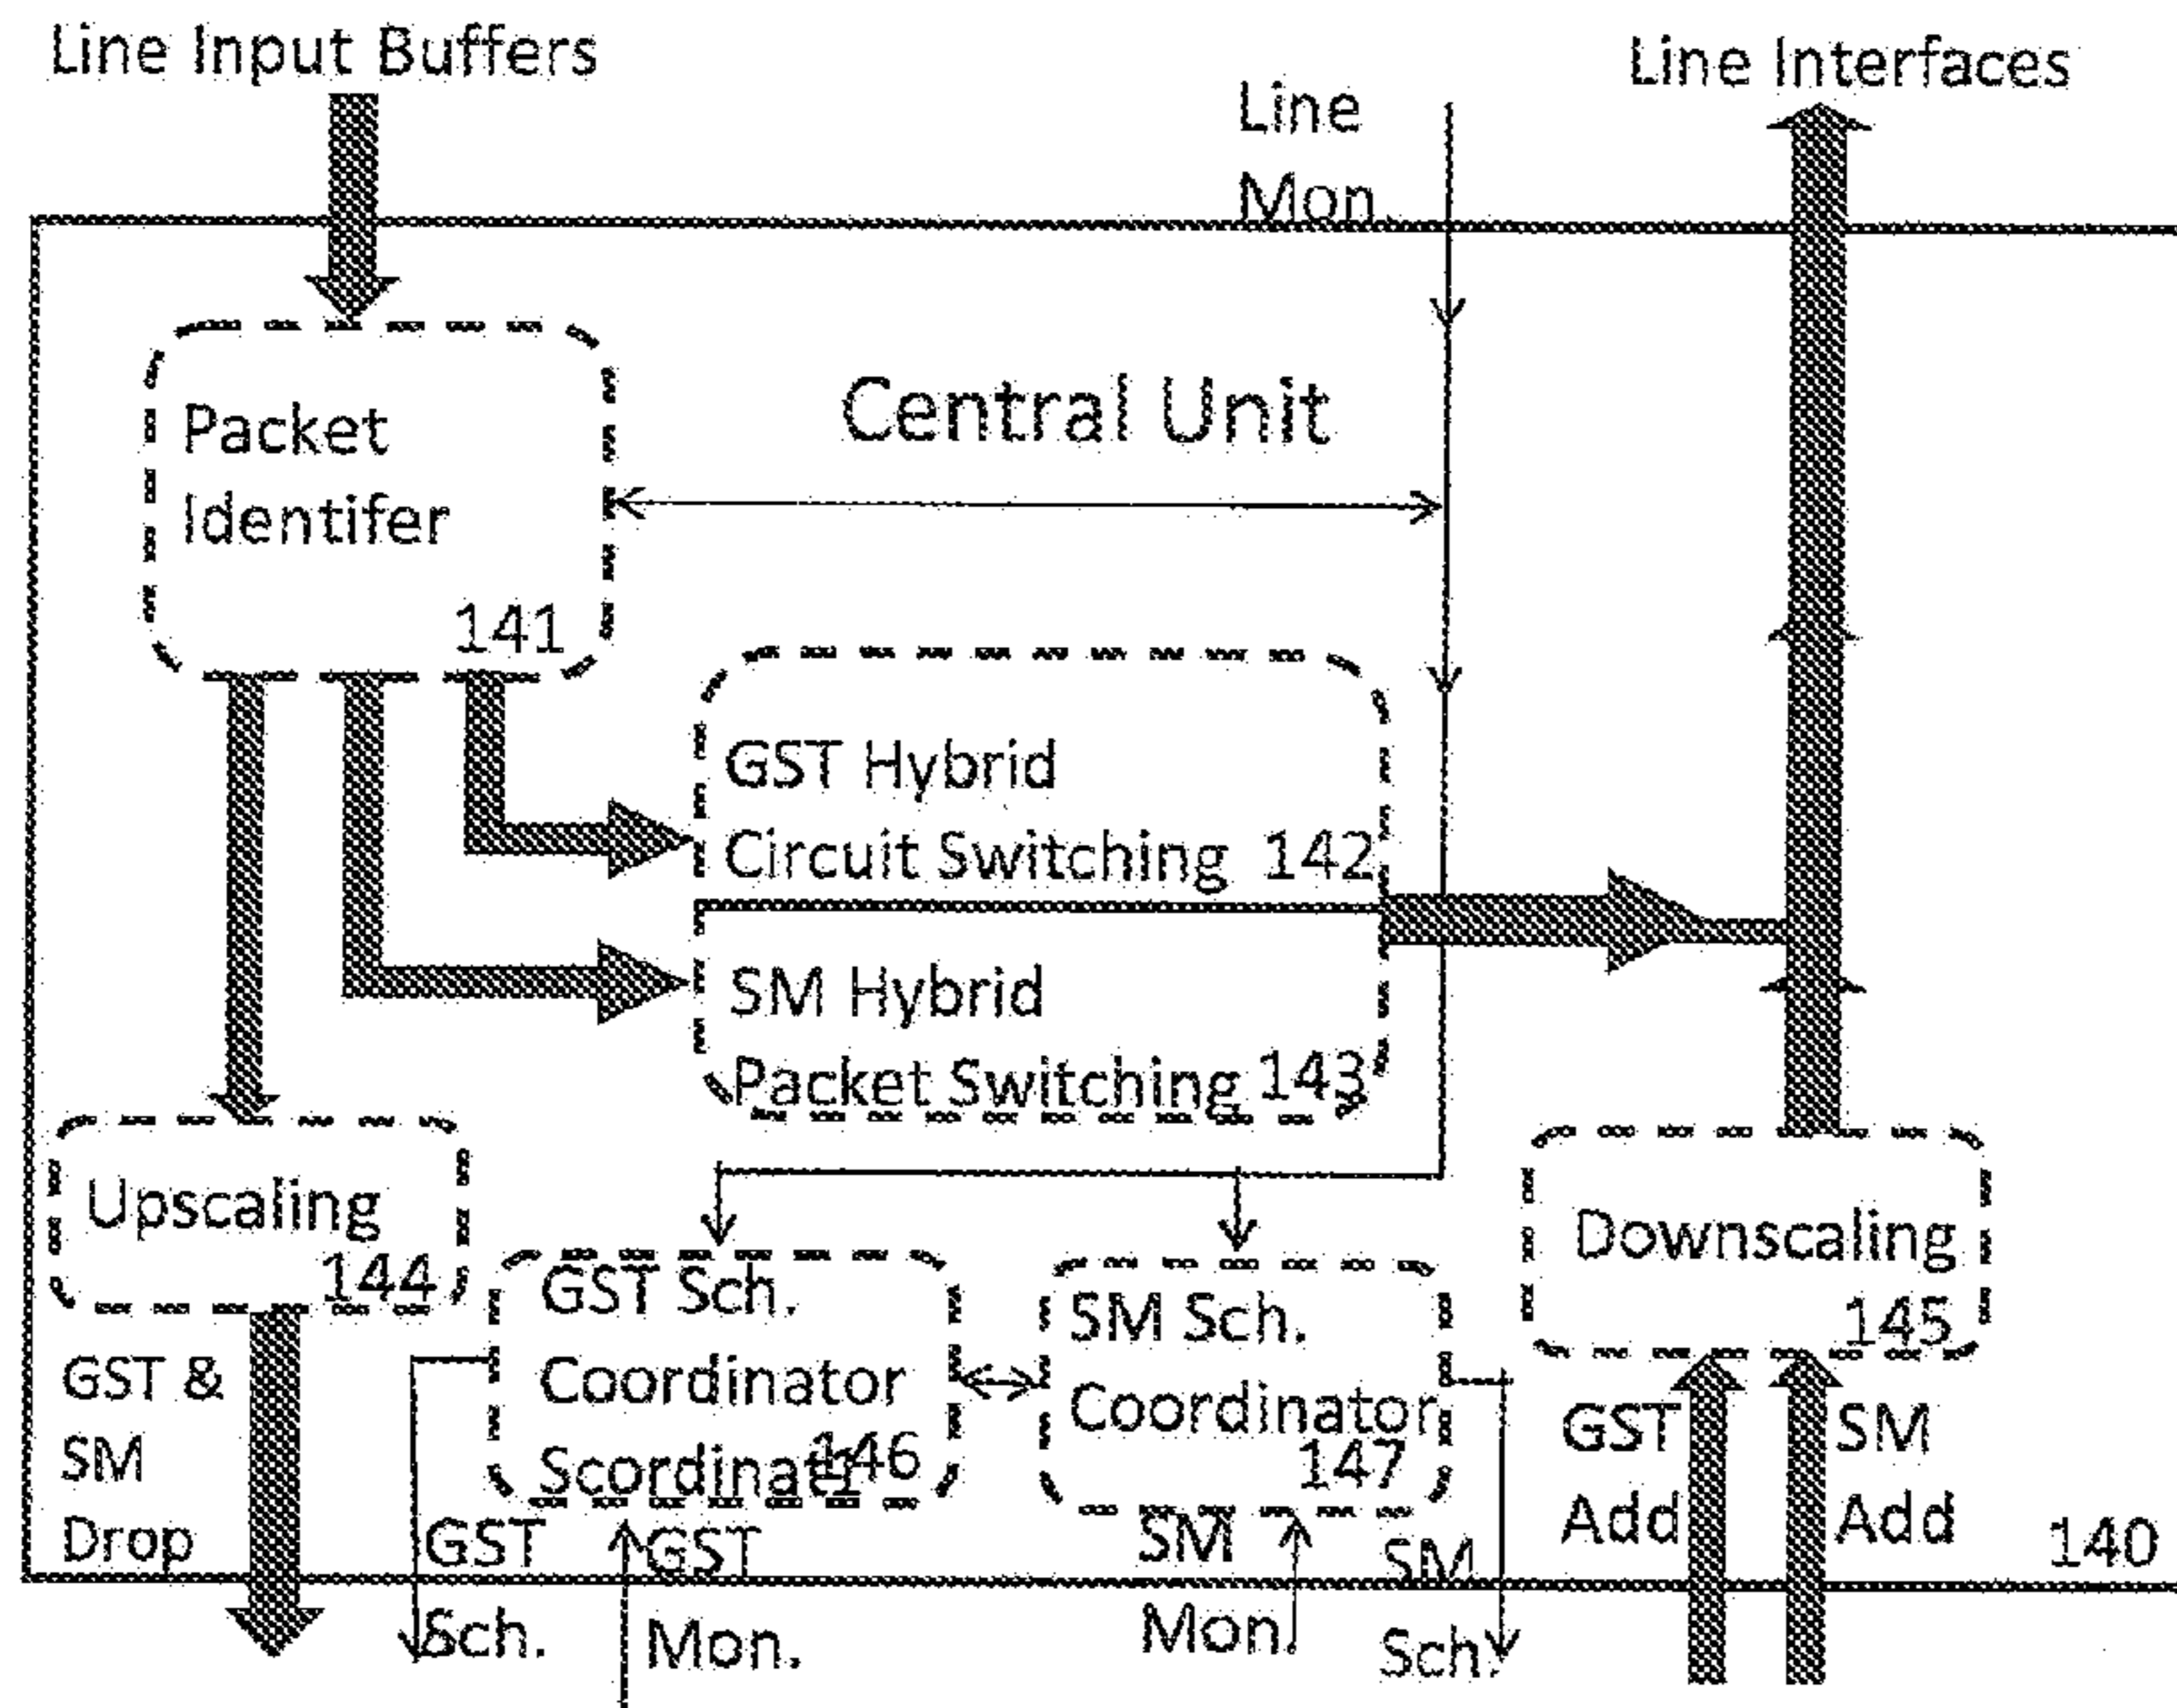 Line Input Buffers
Line
Mon.
Line Interfaces
Central Unit
Packet
Identifer
141
GST Hybrid
Circuit Switching 142
SM Hybrid
Packet Switching 143
Upscaling
144
GST Sch.
Coordinator
146
SM Sch.
Coordinator
147
Downscaling
145
GST &
SM
Drop
GST
Sch.
GST
Mon.
SM
Mon.
SM
Sch.
GST
Add
SM
Add
140